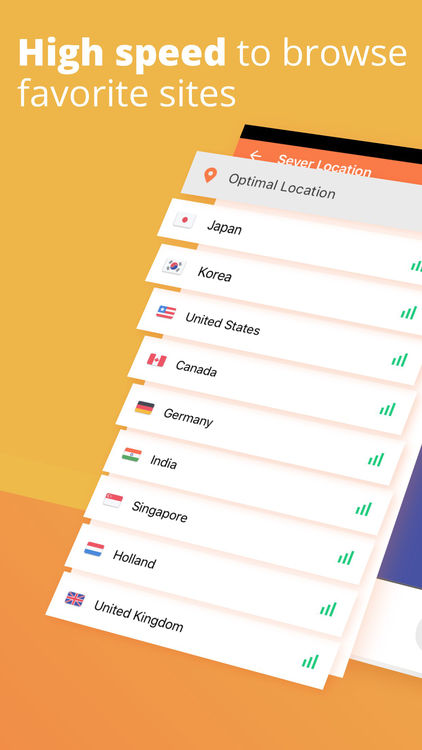 High speed to browse
favorite sites
Sever Location
Optimal Location
Japan
Korea
United States
Canada
Germany
India
Singapore
Holland
United Kingdom